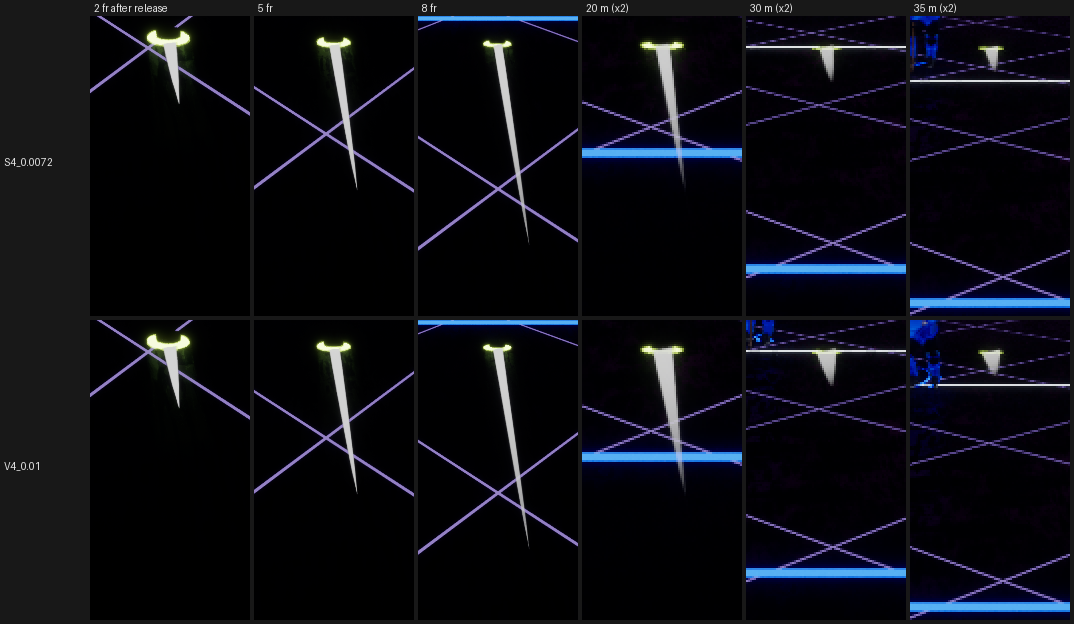 2 fr after release
5 fr
8 fr
20 m (x2)
30 m (x2)
35 m (x2)
S4_0.0072
V4_0.01